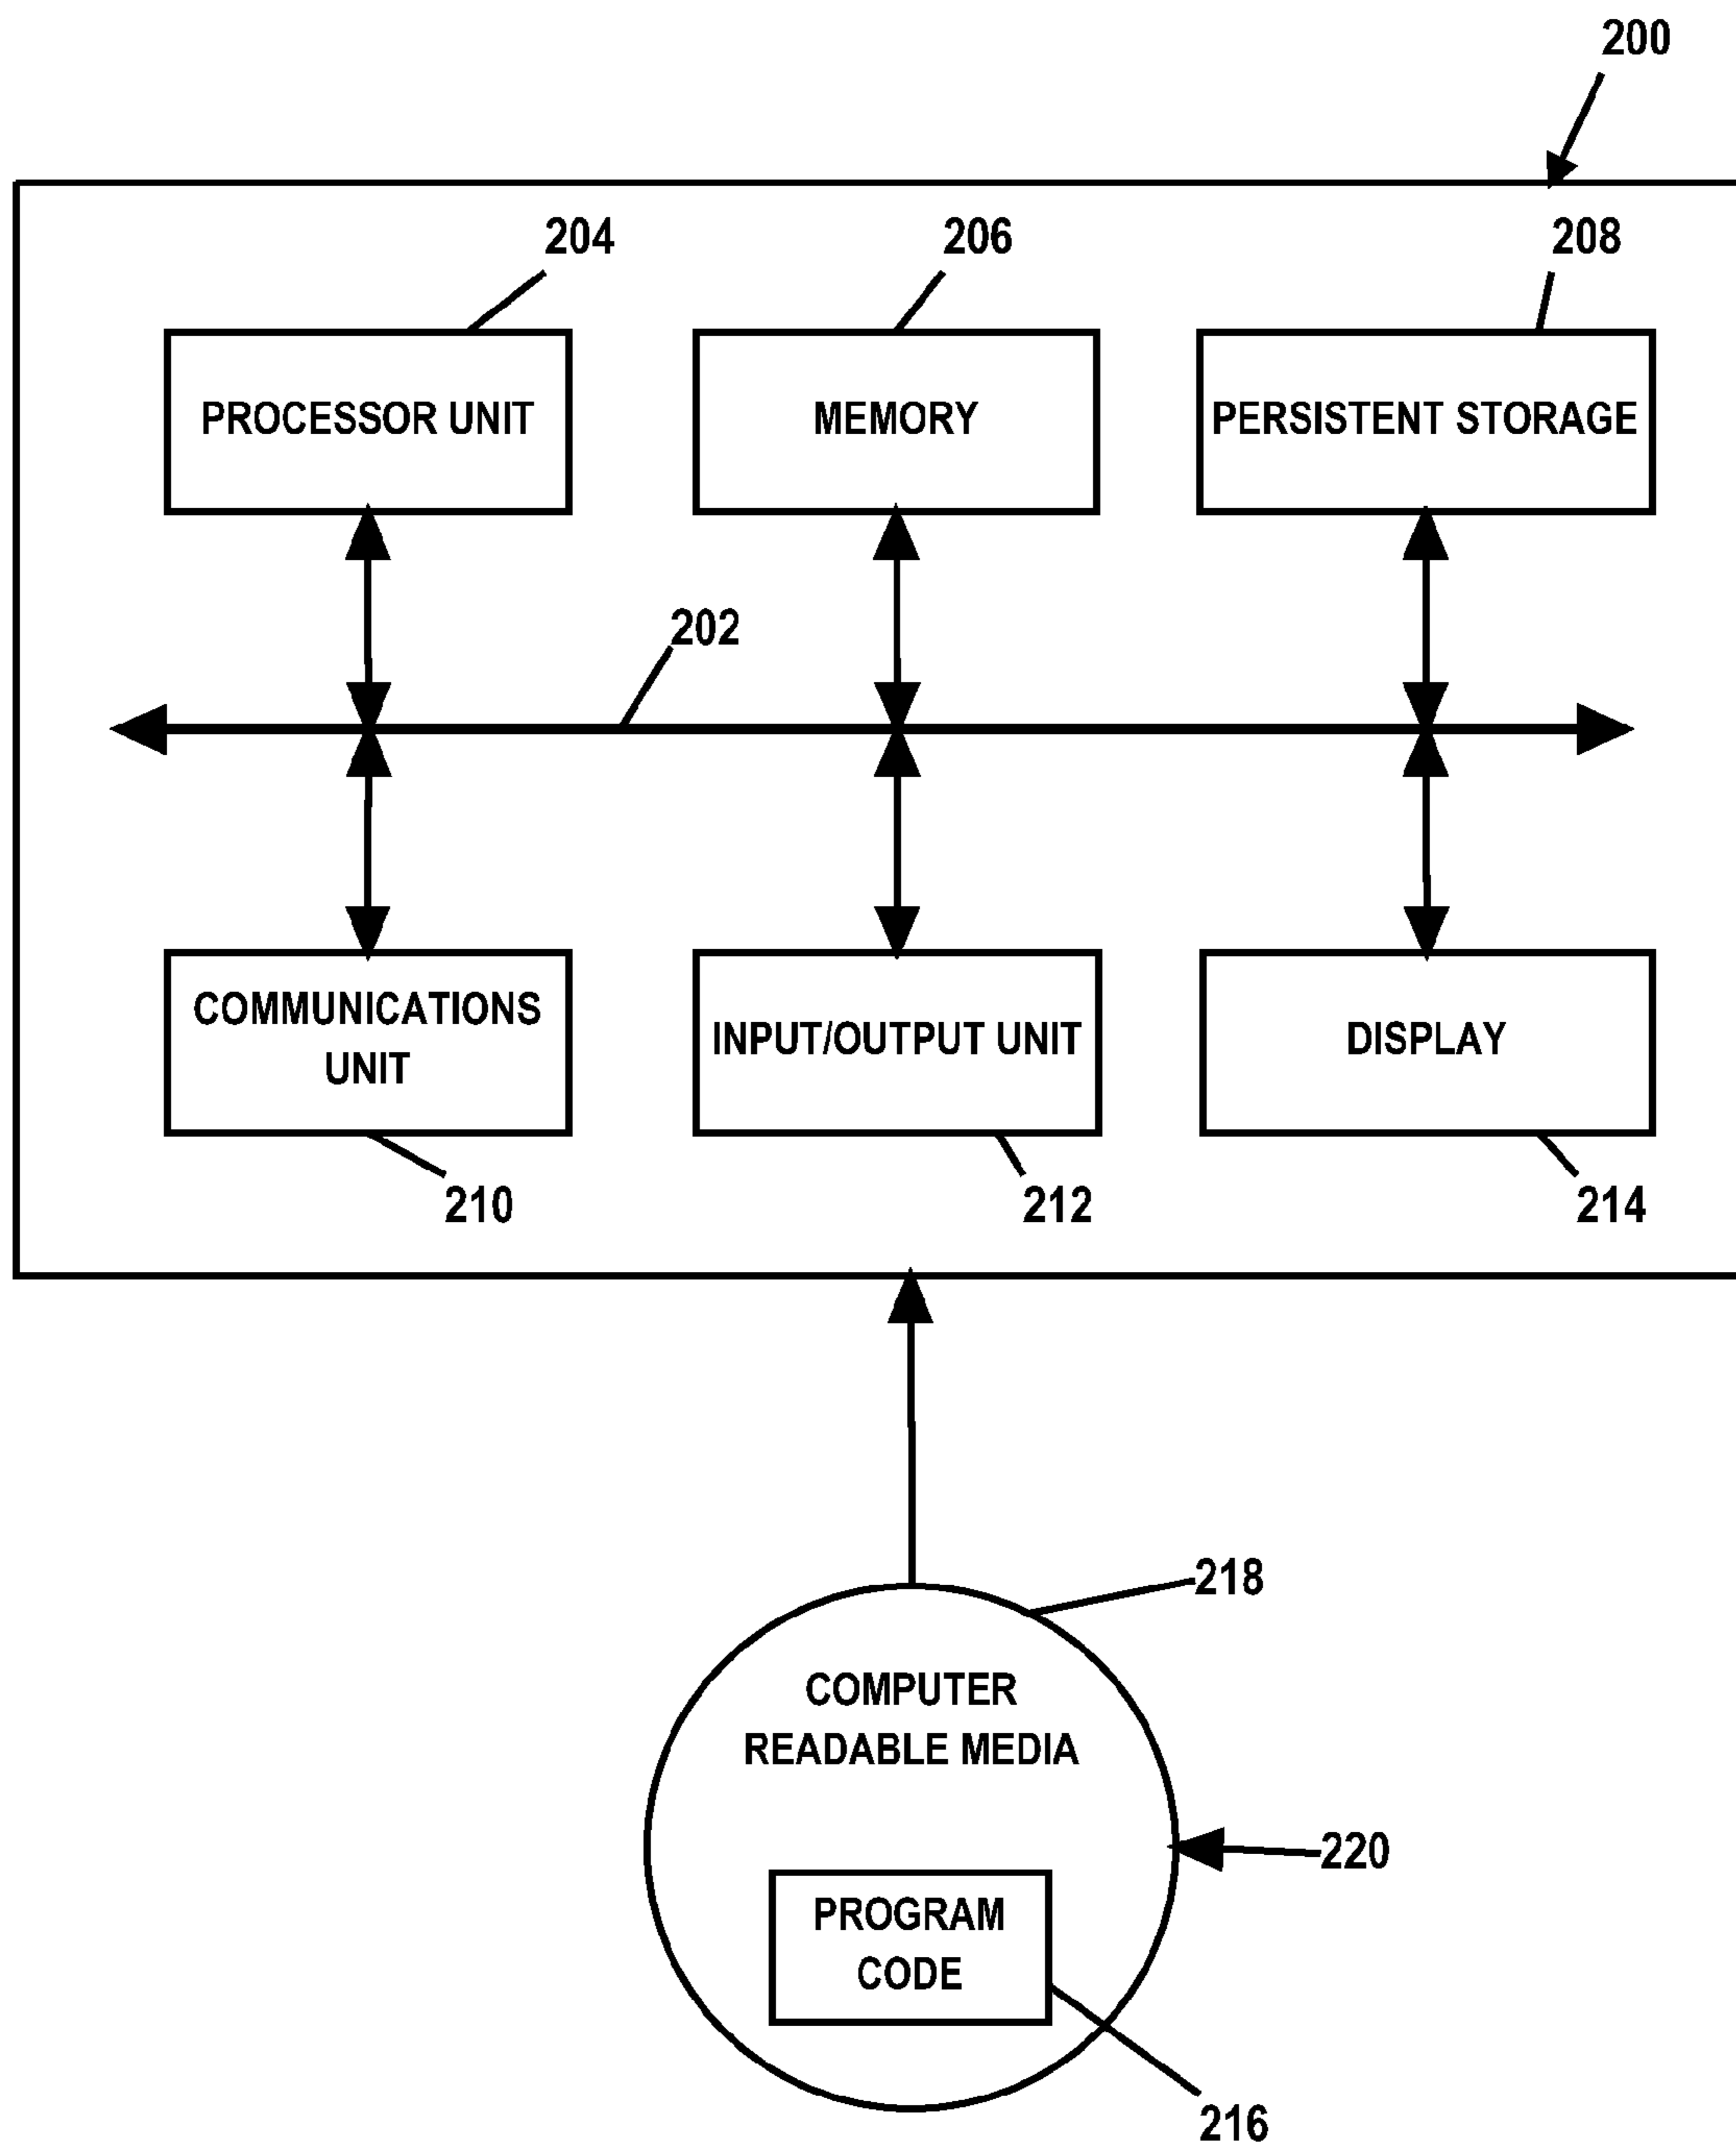 200
204
206
208
PROCESSOR UNIT
MEMORY
PERSISTENT STORAGE
202
COMMUNICATIONS
UNIT
INPUT/OUTPUT UNIT
DISPLAY
210
212
214
218
COMPUTER
READABLE MEDIA
220
PROGRAM
CODE
216